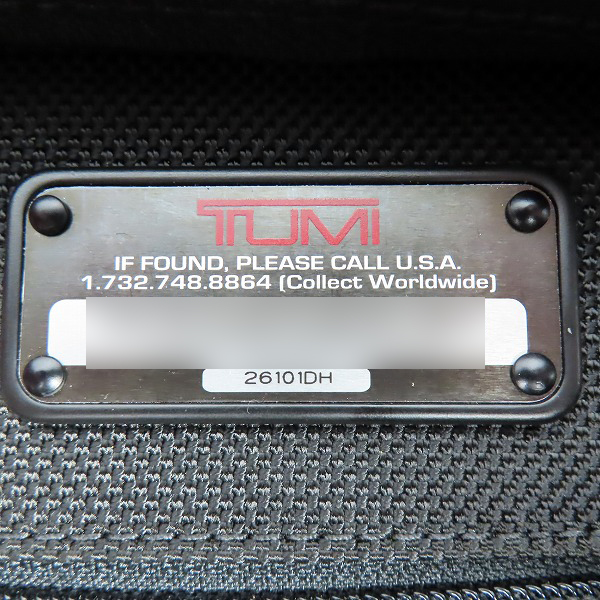 TUMI
IF FOUND, PLEASE CALL U.S.A.
1.732.748.8864 (Collect Worldwide)
26101DH